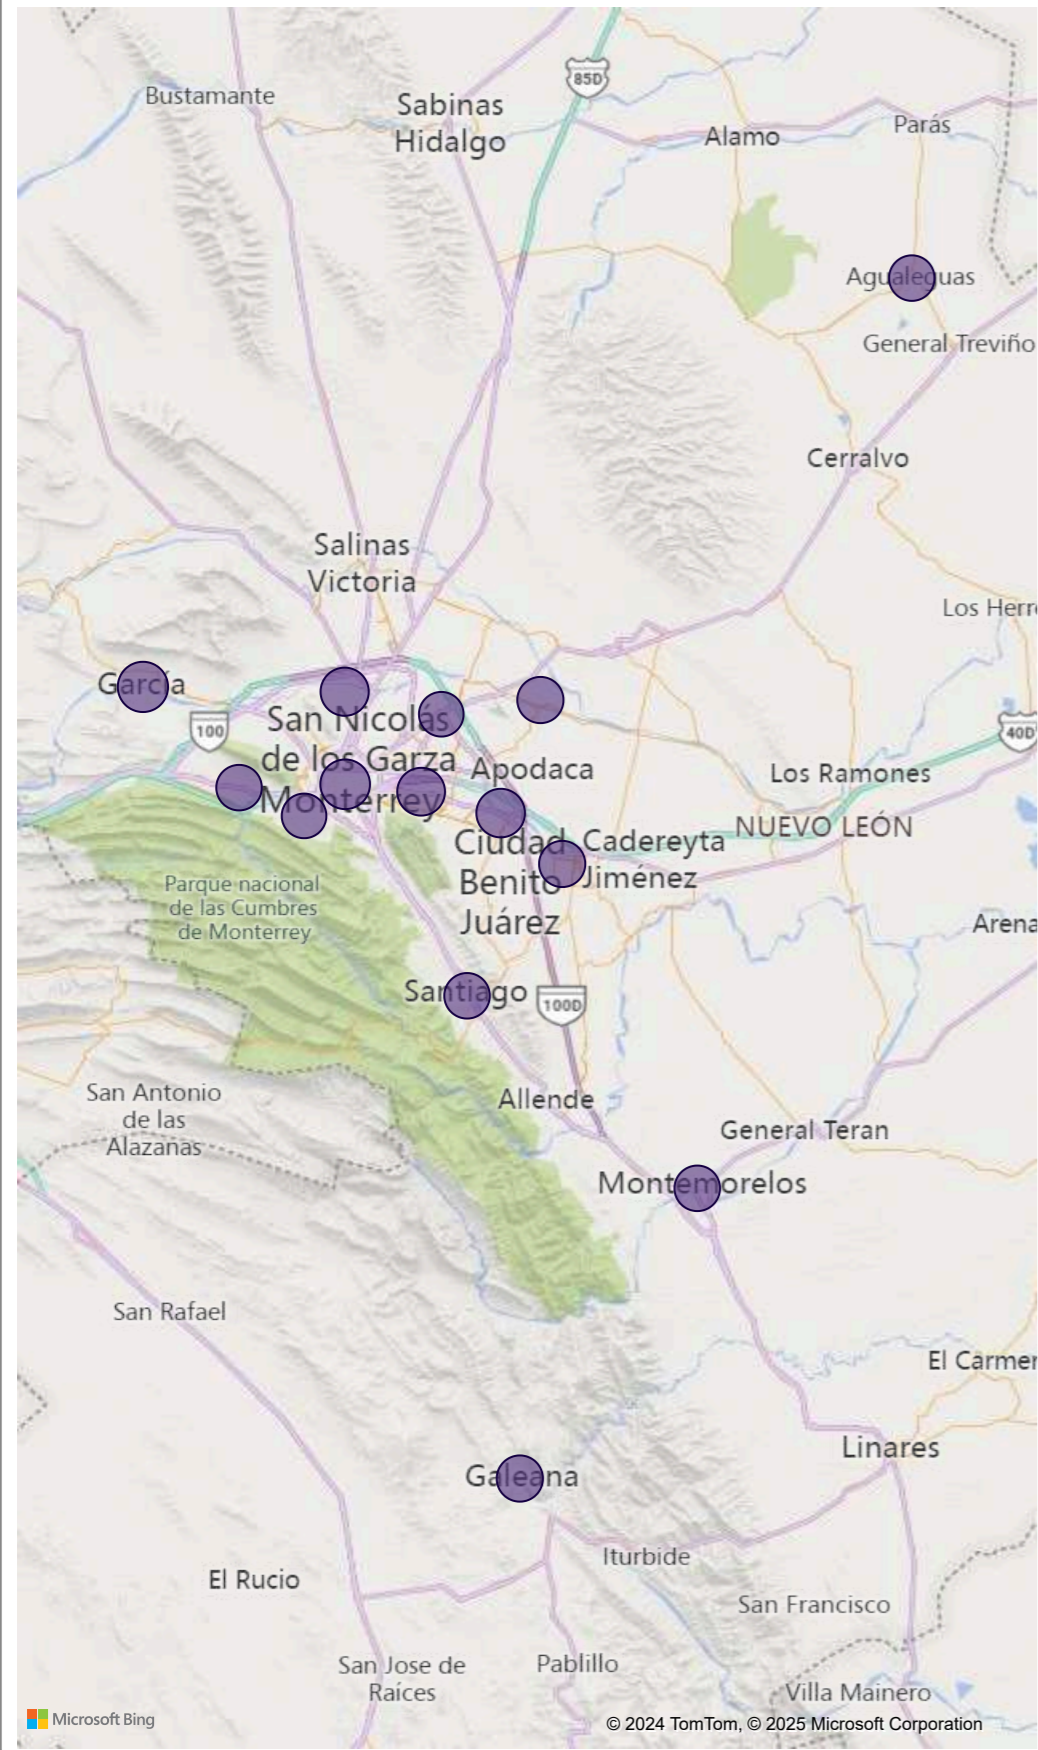 85D
Bustamante
Sabinas
Hidalgo
Alamo
Parás
Agualeguas
General Treviño
Cerralvo
Salinas
Victoria
Los Herre
García
100
San Nicolás
de los Garza
40D
Apodaca
Los Ramones
Monterrey
NUEVO LEÓN
Ciudad
Benito
Juárez
Cadereyta
Jiménez
Parque nacional
de las Cumbres
de Monterrey
Arena
Santiago
100D
San Antonio
de las
Alazanas
Allende
General Teran
Montemorelos
San Rafael
El Carmen
Linares
Galeana
Iturbide
El Rucio
San Francisco
San Jose de
Raíces
Pablillo
Villa Mainero
Microsoft Bing
© 2024 TomTom, © 2025 Microsoft Corporation